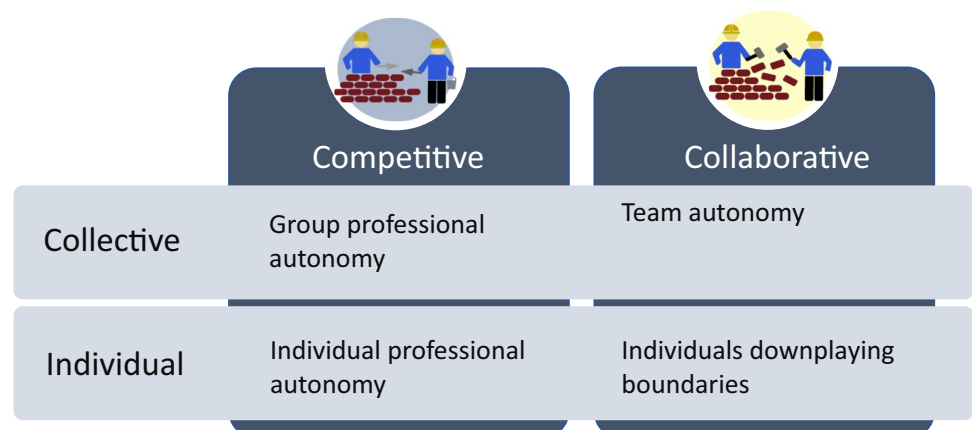 Competitive
Collaborative
Collective
Group professional
autonomy
Team autonomy
Individual
Individual professional
autonomy
Individuals downplaying
boundaries